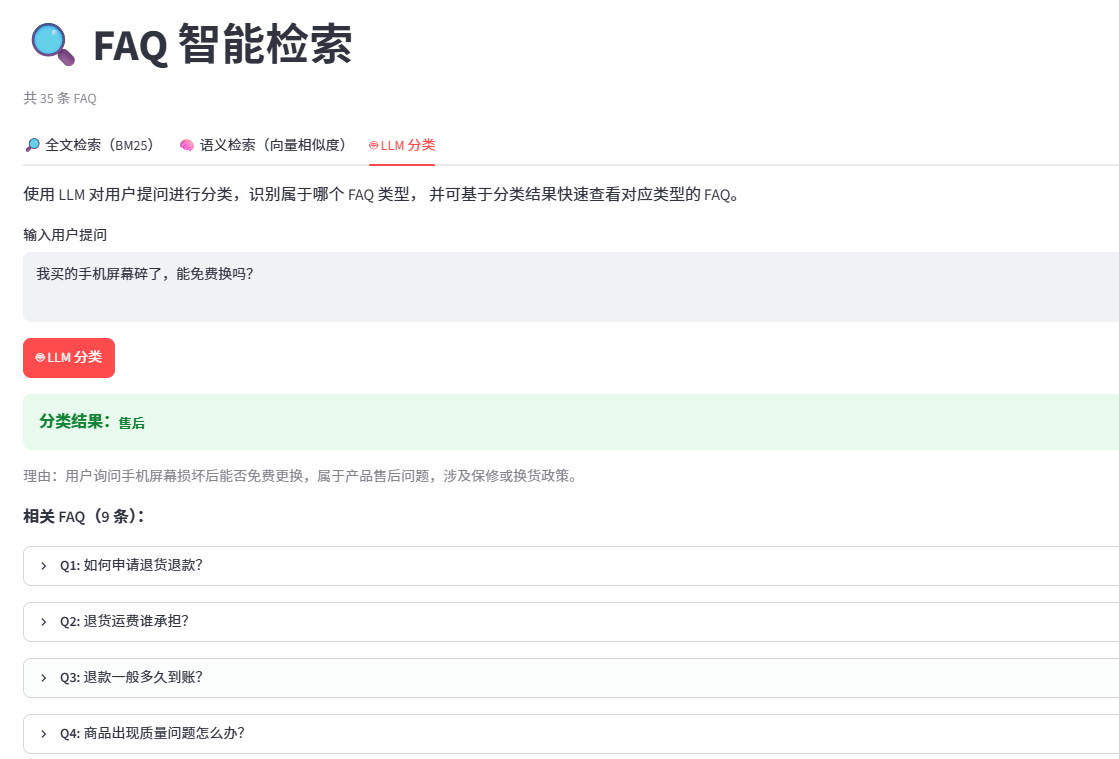 FAQ 智能检索
共 35 条 FAQ
全文检索（BM25） 语义检索（向量相似度） LLM 分类
使用 LLM 对用户提问进行分类，识别属于哪个 FAQ 类型， 并可基于分类结果快速查看对应类型的 FAQ。
输入用户提问
我买的手机屏幕碎了，能免费换吗？
LLM 分类
分类结果：售后
理由：用户询问手机屏幕损坏后能否免费更换，属于产品售后问题，涉及保修或换货政策。
相关 FAQ（9 条）：
Q1: 如何申请退货退款？
Q2: 退货运费谁承担？
Q3: 退款一般多久到账？
Q4: 商品出现质量问题怎么办？